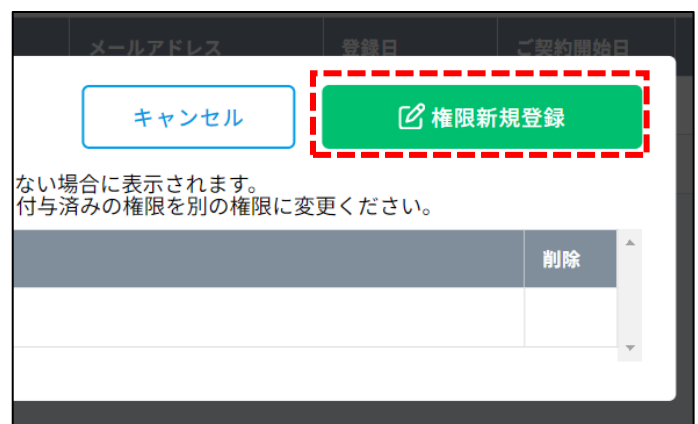 メールアドレス 登録日 ご契約開始日
キャンセル 権限新規登録
ない場合に表示されます。
付与済みの権限を別の権限に変更ください。
削除